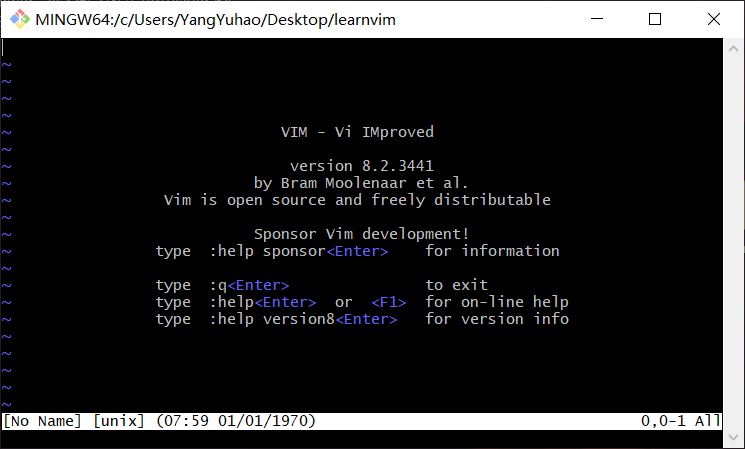 MINGW64:/c/Users/YangYuhao/Desktop/learnvim
~
~
~
~
~ VIM - Vi IMproved
~
~ version 8.2.3441
~ by Bram Moolenaar et al.
~ Vim is open source and freely distributable
~
~ Sponsor Vim development!
~ type :help sponsor<Enter> for information
~
~ type :q<Enter> to exit
~ type :help<Enter> or <F1> for on-line help
~ type :help version8<Enter> for version info
~
~
~
~
~
[No Name] [unix] (07:59 01/01/1970) 0,0-1 All